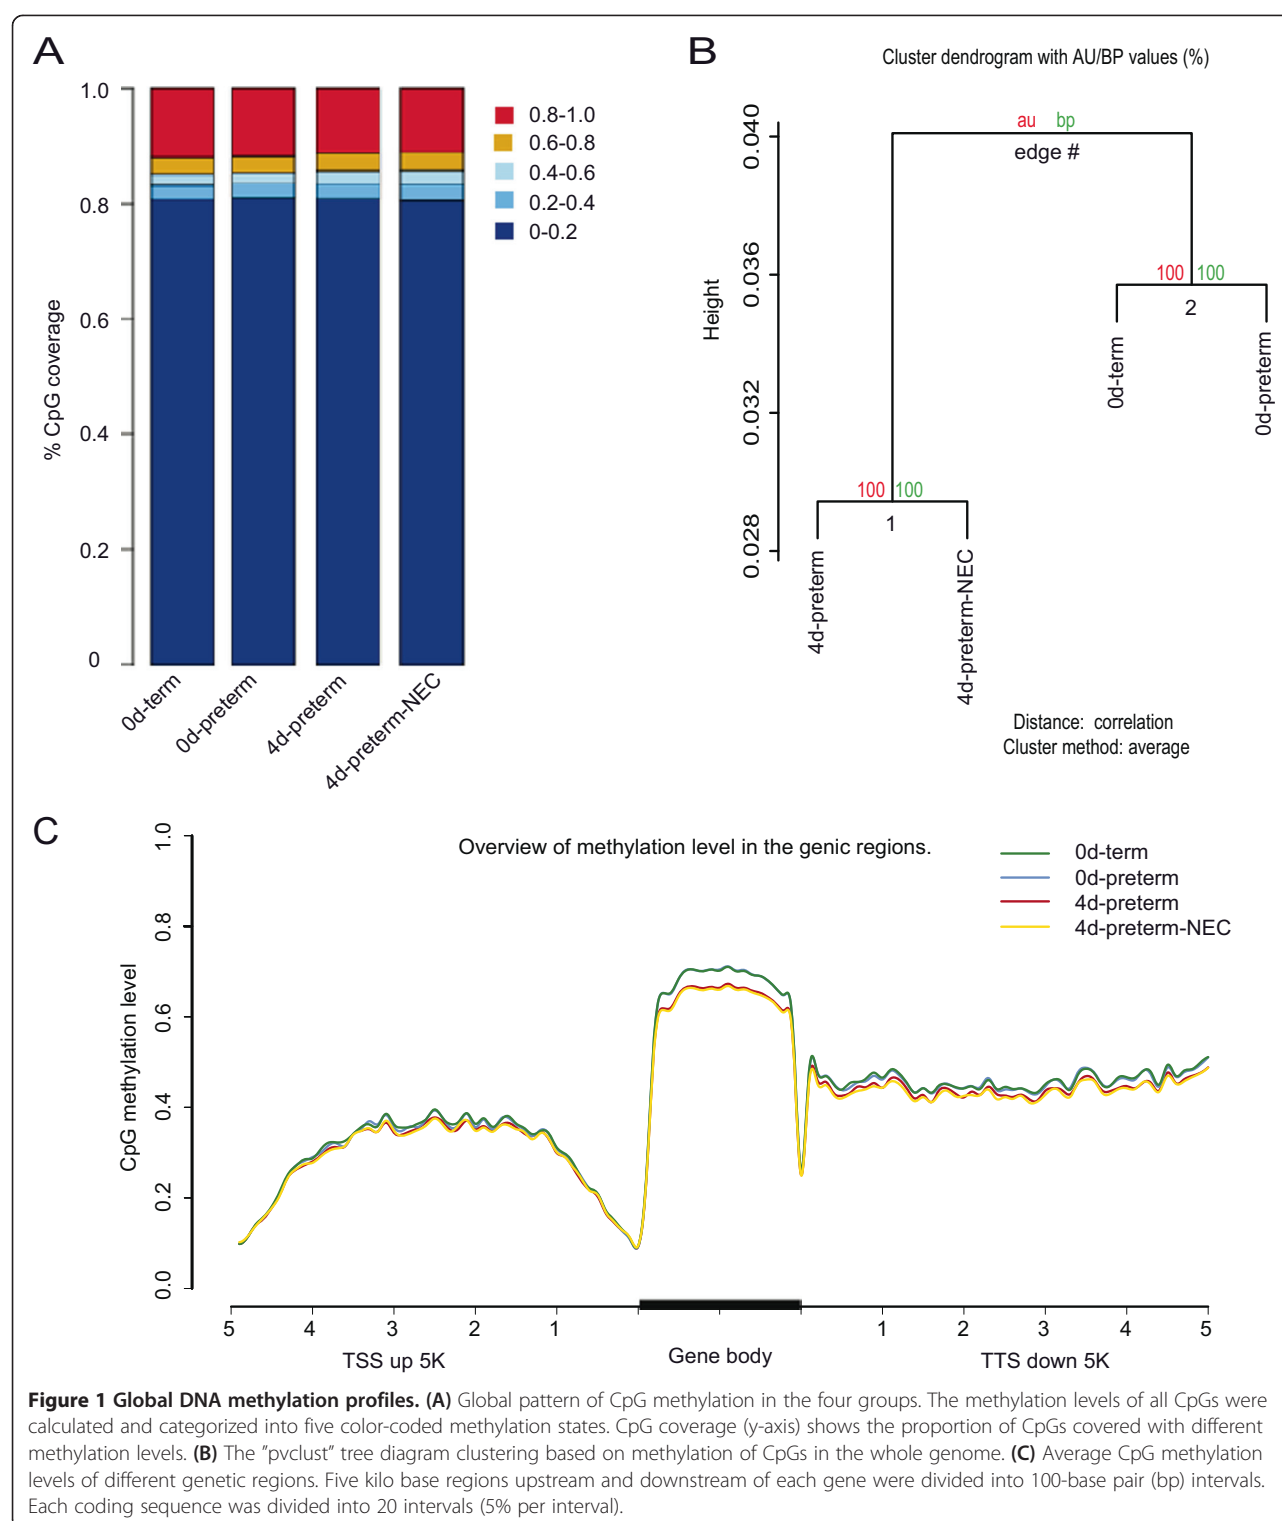 A
1.0
0.8
0.6
0.4
0.2
0
% CpG coverage
0.8-1.0
0.6-0.8
0.4-0.6
0.2-0.4
0-0.2
0d-term
0d-preterm
4d-preterm
4d-preterm-NEC
B
Cluster dendrogram with AU/BP values (%)
Height
0.040
0.036
0.032
0.028
au bp
edge #
100 100
2
0d-term
0d-preterm
100 100
1
4d-preterm
4d-preterm-NEC
Distance: correlation
Cluster method: average
C
Overview of methylation level in the genic regions.
0d-term
0d-preterm
4d-preterm
4d-preterm-NEC
CpG methylation level
1.0
0.8
0.6
0.4
0.2
0.0
5 4 3 2 1 1 2 3 4 5
TSS up 5K Gene body TTS down 5K
Figure 1 Global DNA methylation profiles. (A) Global pattern of CpG methylation in the four groups. The methylation levels of all CpGs were
calculated and categorized into five color-coded methylation states. CpG coverage (y-axis) shows the proportion of CpGs covered with different
methylation levels. (B) The "pvclust" tree diagram clustering based on methylation of CpGs in the whole genome. (C) Average CpG methylation
levels of different genetic regions. Five kilo base regions upstream and downstream of each gene were divided into 100-base pair (bp) intervals.
Each coding sequence was divided into 20 intervals (5% per interval).